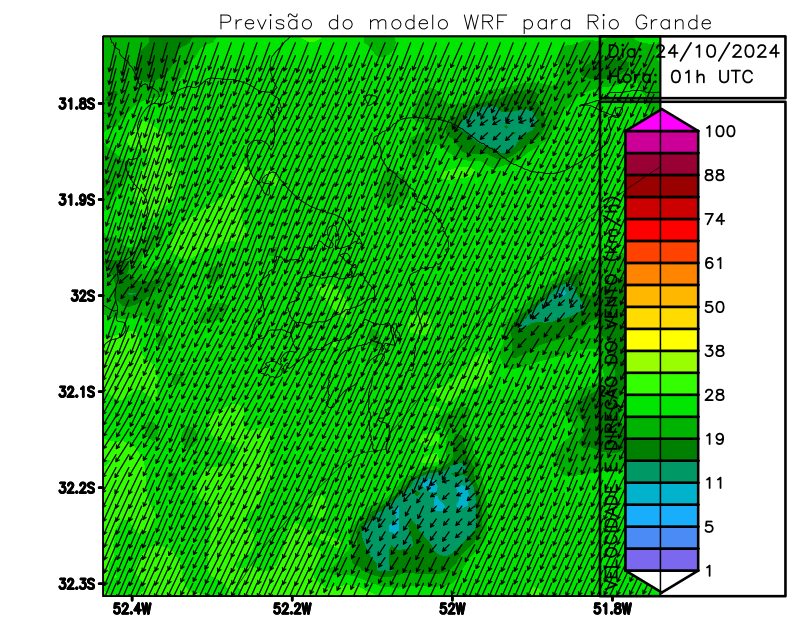 Previsão do modelo WRF para Rio Grande
Dia: 24/10/2024
Hora: 01h UTC
31.8S
31.9S
32S
32.1S
32.2S
32.3S
52.4W
52.2W
52W
51.8W
VELOCIDADE E DIREÇÃO DO VENTO (km/h)
100
88
74
61
50
38
28
19
11
5
1